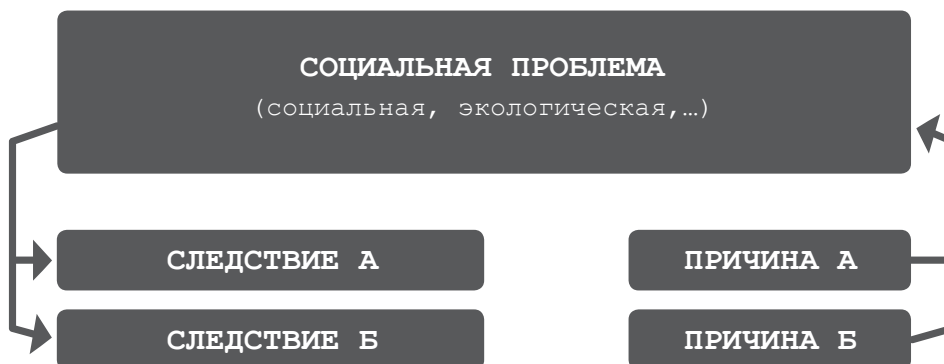 СОЦИАЛЬНАЯ ПРОБЛЕМА
(социальная, экологическая,…)
СЛЕДСТВИЕ А
ПРИЧИНА А
СЛЕДСТВИЕ Б
ПРИЧИНА Б